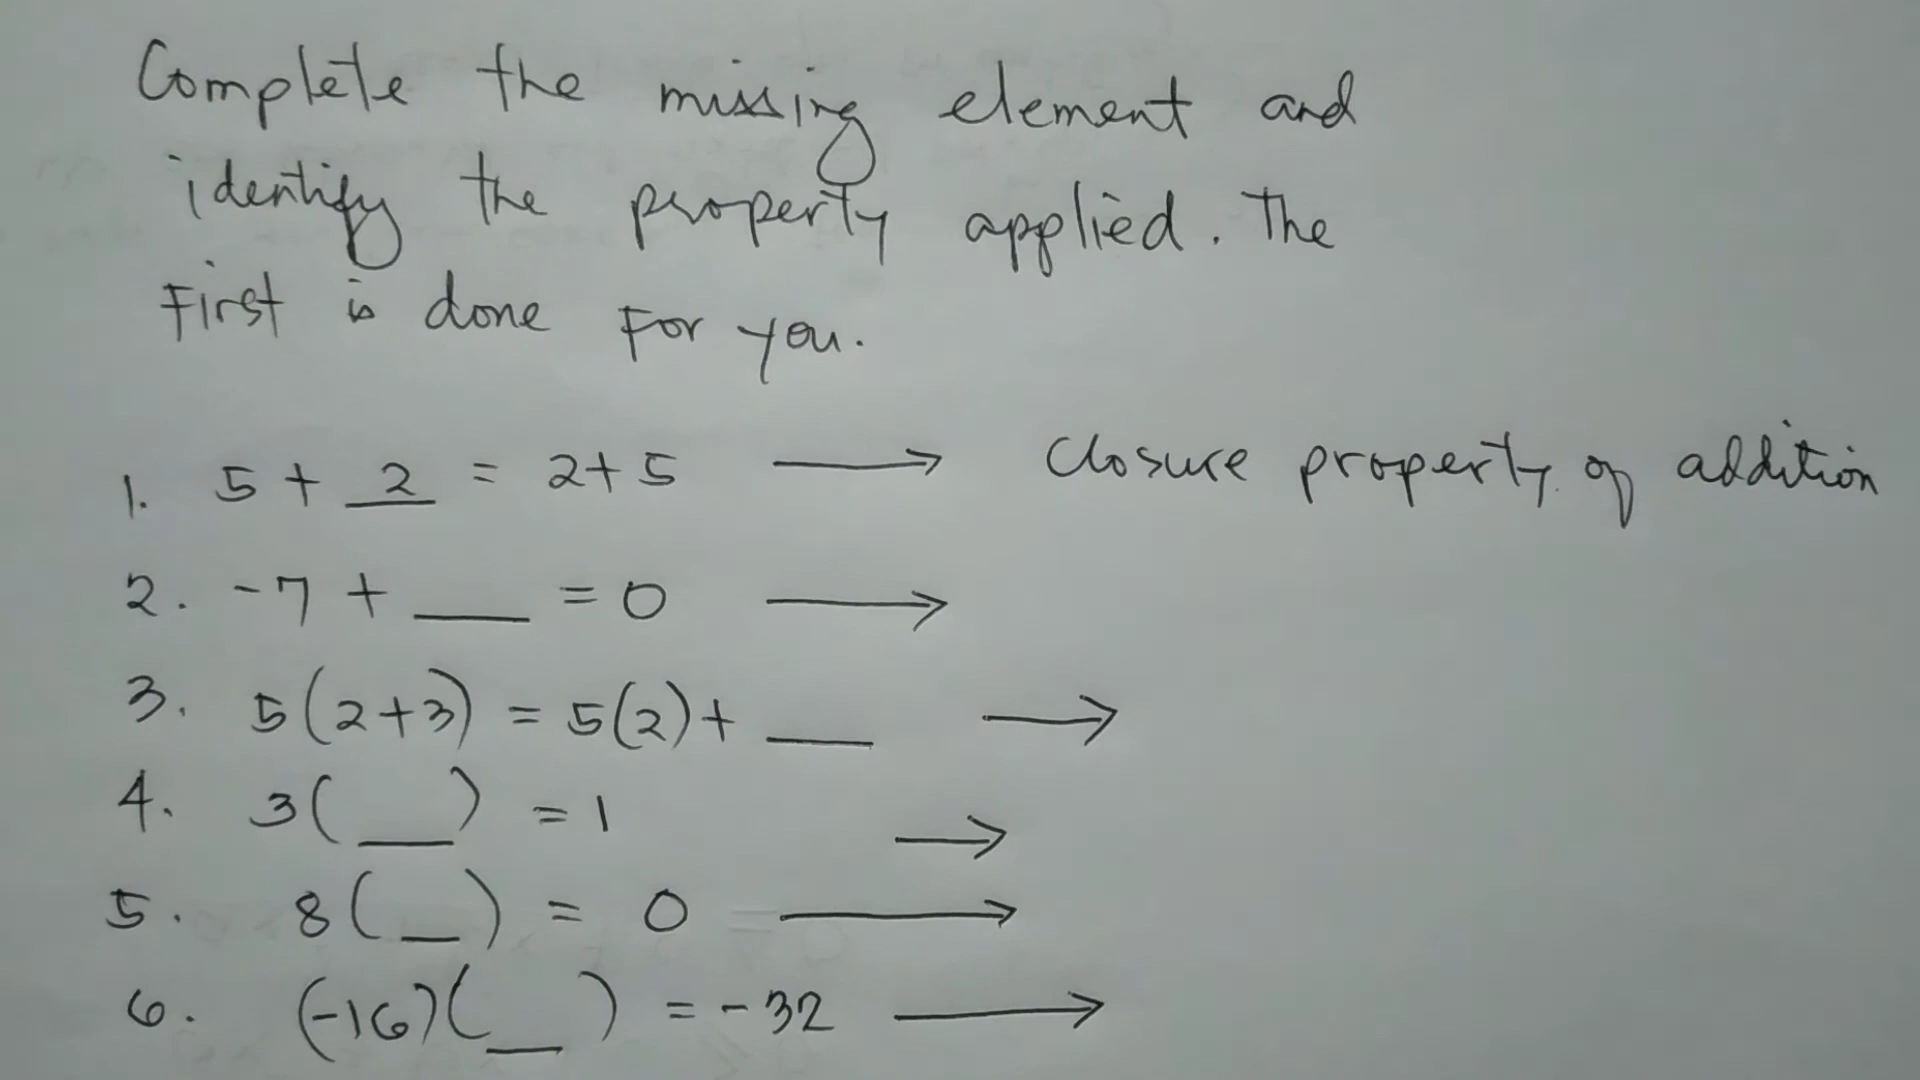 Complete the missing element and
identify the property applied. The
First is done For you.
1. 5 + 2 = 2+5 → Closure property of addition
2. -7 + ___ = 0 →
3. 5(2+3) = 5(2)+ ___ →
4. 3( ___ ) = 1 →
5. 8( __ ) = 0 →
6. (-16)( __ ) = -32 →